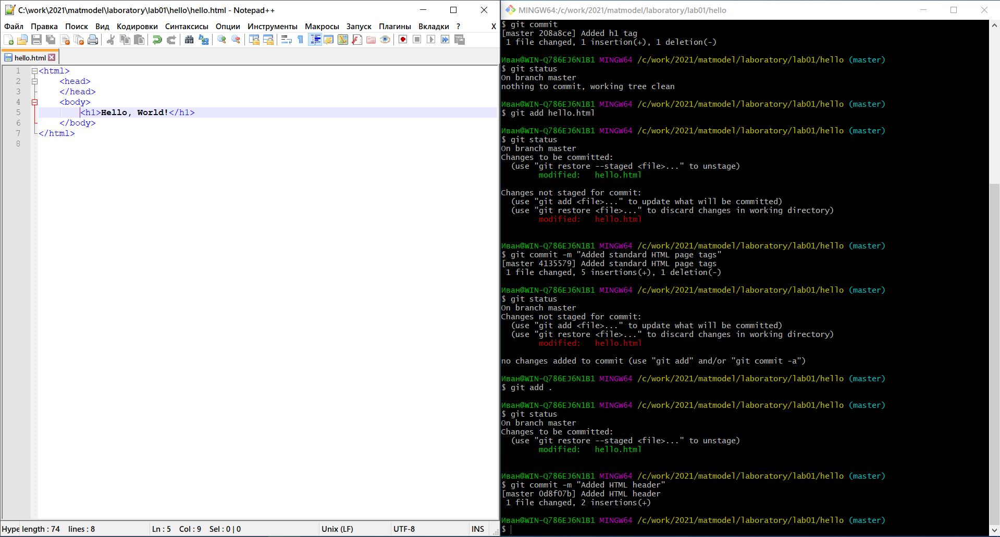 C:\work\2021\matmodel\laboratory\lab01\hello\hello.html - Notepad++
Файл Правка Поиск Вид Кодировки Синтаксисы Опции Инструменты Макросы Запуск Плагины Вкладки ? X
hello.html
1 <html>
2 <head>
3 </head>
4 <body>
5 <h1>Hello, World!</h1>
6 </body>
7 </html>
8
Hype length : 74 lines : 8 Ln : 5 Col : 9 Sel : 0 | 0 Unix (LF) UTF-8 INS
MINGW64:/c/work/2021/matmodel/laboratory/lab01/hello
$ git commit
[master 208a8ce] Added h1 tag
1 file changed, 1 insertion(+), 1 deletion(-)
Иван@WIN-Q786EJ6N1B1 MINGW64 /c/work/2021/matmodel/laboratory/lab01/hello (master)
$ git status
On branch master
nothing to commit, working tree clean
Иван@WIN-Q786EJ6N1B1 MINGW64 /c/work/2021/matmodel/laboratory/lab01/hello (master)
$ git add hello.html
Иван@WIN-Q786EJ6N1B1 MINGW64 /c/work/2021/matmodel/laboratory/lab01/hello (master)
$ git status
On branch master
Changes to be committed:
(use "git restore --staged <file>..." to unstage)
modified: hello.html
Changes not staged for commit:
(use "git add <file>..." to update what will be committed)
(use "git restore <file>..." to discard changes in working directory)
modified: hello.html
Иван@WIN-Q786EJ6N1B1 MINGW64 /c/work/2021/matmodel/laboratory/lab01/hello (master)
$ git commit -m "Added standard HTML page tags"
[master 4135579] Added standard HTML page tags
1 file changed, 5 insertions(+), 1 deletion(-)
Иван@WIN-Q786EJ6N1B1 MINGW64 /c/work/2021/matmodel/laboratory/lab01/hello (master)
$ git status
On branch master
Changes not staged for commit:
(use "git add <file>..." to update what will be committed)
(use "git restore <file>..." to discard changes in working directory)
modified: hello.html
no changes added to commit (use "git add" and/or "git commit -a")
Иван@WIN-Q786EJ6N1B1 MINGW64 /c/work/2021/matmodel/laboratory/lab01/hello (master)
$ git add .
Иван@WIN-Q786EJ6N1B1 MINGW64 /c/work/2021/matmodel/laboratory/lab01/hello (master)
$ git status
On branch master
Changes to be committed:
(use "git restore --staged <file>..." to unstage)
modified: hello.html
Иван@WIN-Q786EJ6N1B1 MINGW64 /c/work/2021/matmodel/laboratory/lab01/hello (master)
$ git commit -m "Added HTML header"
[master 0d8f07b] Added HTML header
1 file changed, 2 insertions(+)
Иван@WIN-Q786EJ6N1B1 MINGW64 /c/work/2021/matmodel/laboratory/lab01/hello (master)
$